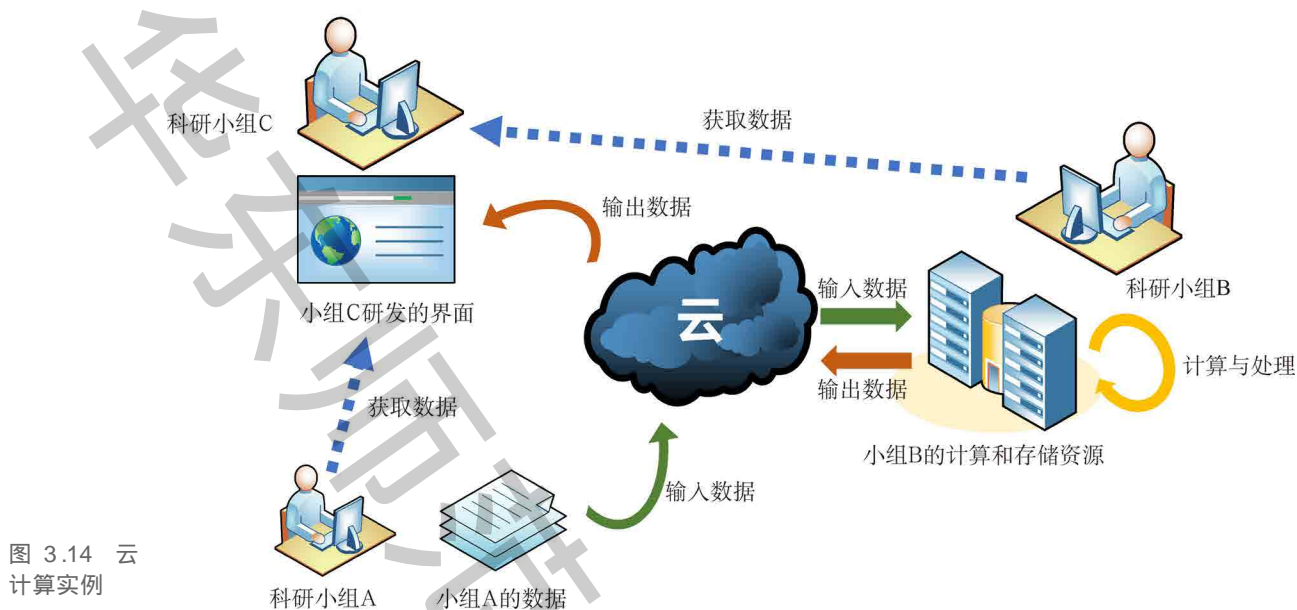 科研小组C
获取数据
输出数据
小组C研发的界面
云
输入数据
输出数据
科研小组B
计算与处理
小组B的计算和存储资源
获取数据
输入数据
科研小组A
小组A的数据
图 3.14 云
计算实例
华东师